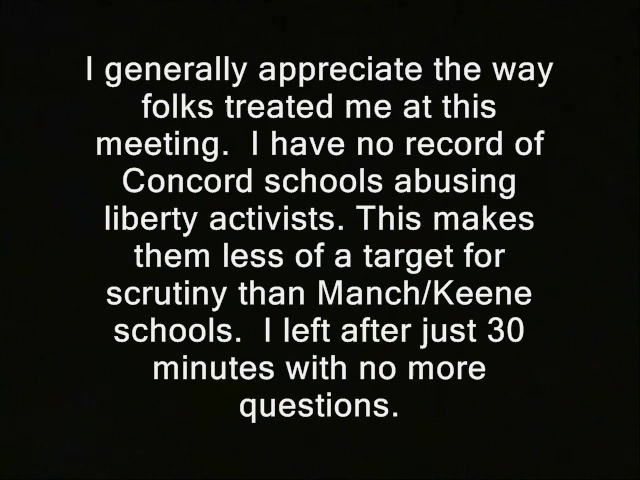 I generally appreciate the way
folks treated me at this
meeting.  I have no record of
Concord schools abusing
liberty activists. This makes
them less of a target for
scrutiny than Manch/Keene
schools.  I left after just 30
minutes with no more
questions.